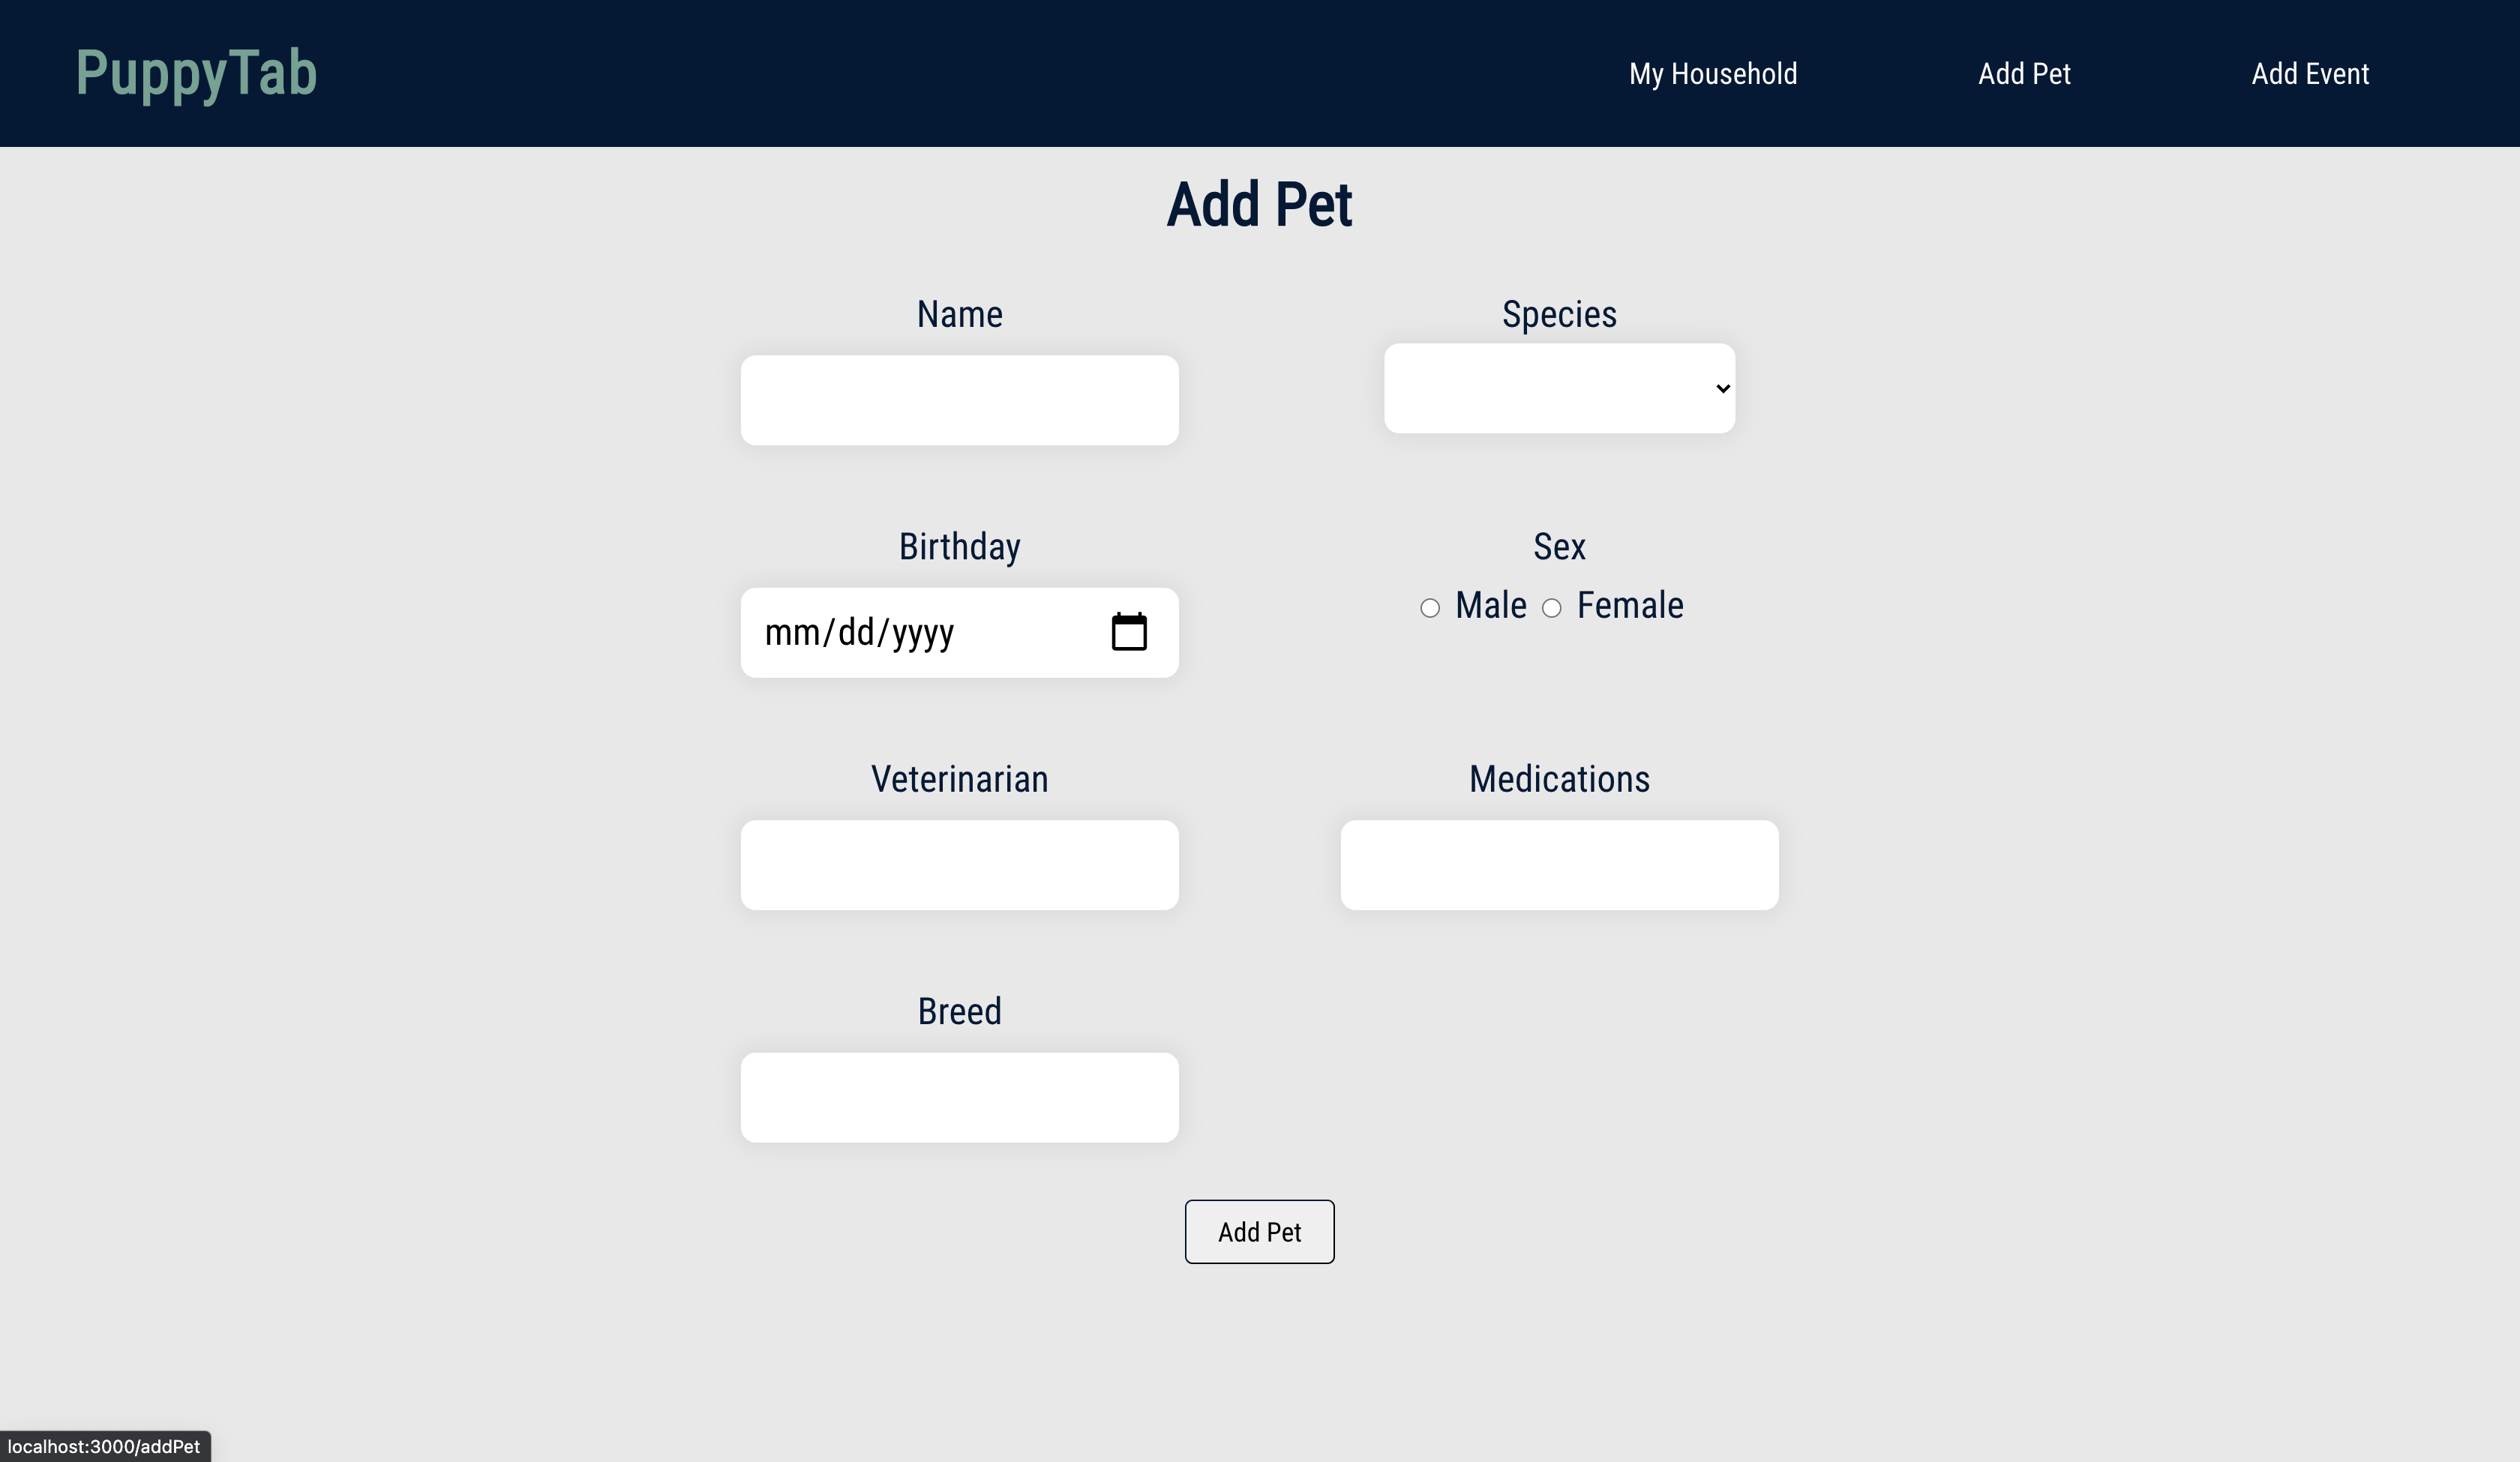 PuppyTab
My Household Add Pet Add Event
Add Pet
Name Species
Birthday Sex
mm/dd/yyyy Male Female
Veterinarian Medications
Breed
Add Pet
localhost:3000/addPet